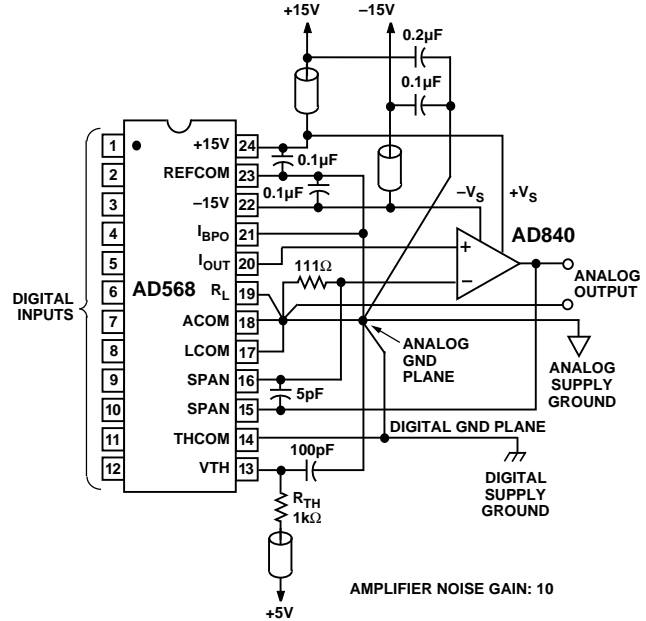 +15V
–15V
0.2µF
0.1µF
1
2
3
4
5
6
7
8
9
10
11
12
DIGITAL
INPUTS
AD568
+15V 24
REFCOM 23
–15V 22
IBPO 21
IOUT 20
RL 19
ACOM 18
LCOM 17
SPAN 16
SPAN 15
THCOM 14
VTH 13
0.1µF
0.1µF
–VS
+VS
AD840
+
–
111Ω
ANALOG
OUTPUT
ANALOG
GND
PLANE
ANALOG
SUPPLY
GROUND
5pF
DIGITAL GND PLANE
100pF
DIGITAL
SUPPLY
GROUND
RTH
1kΩ
+5V
AMPLIFIER NOISE GAIN: 10